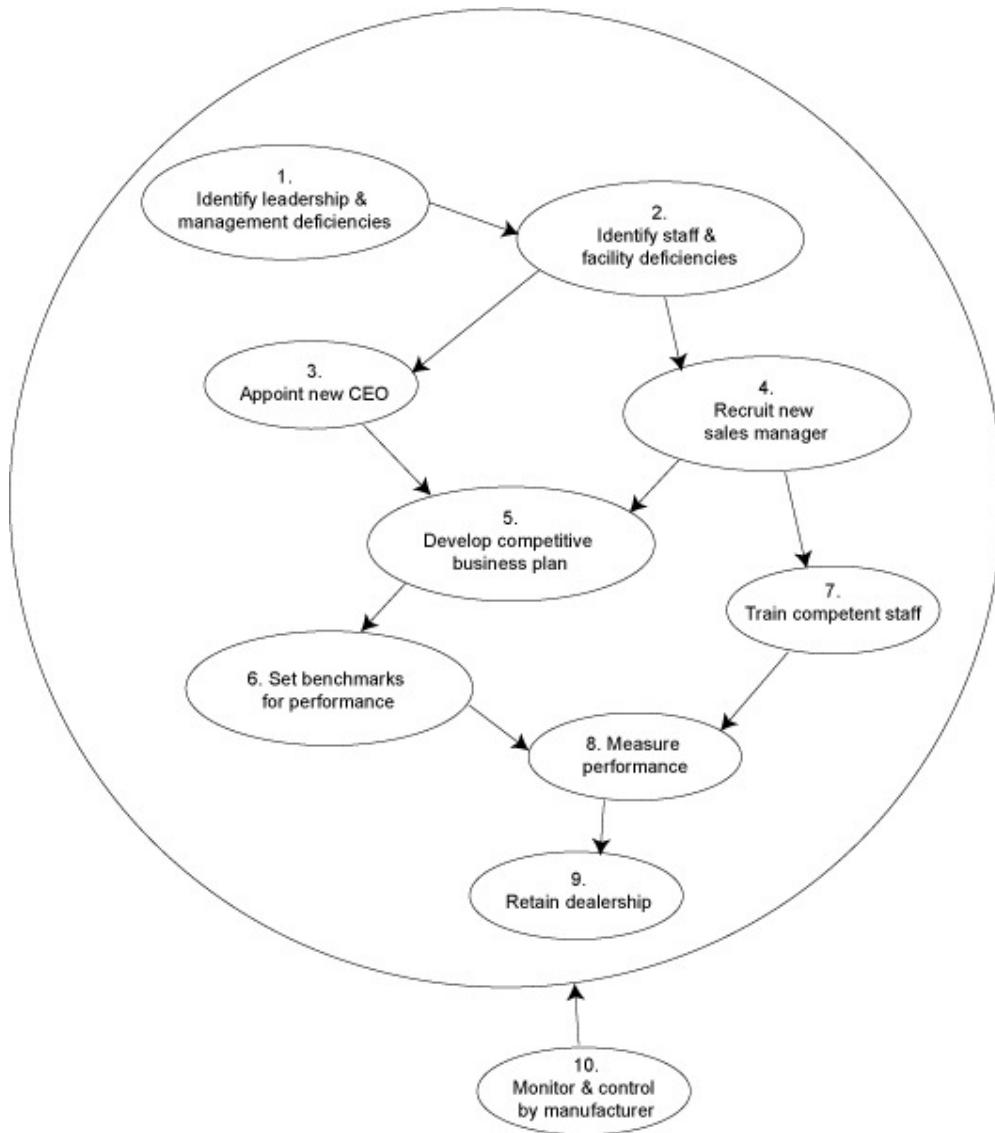 1.
Identify leadership &
management deficiencies
2.
Identify staff &
facility deficiencies
3.
Appoint new CEO
4.
Recruit new
sales manager
5.
Develop competitive
business plan
6. Set benchmarks
for performance
7.
Train competent staff
8. Measure
performance
9.
Retain dealership
10.
Monitor & control
by manufacturer